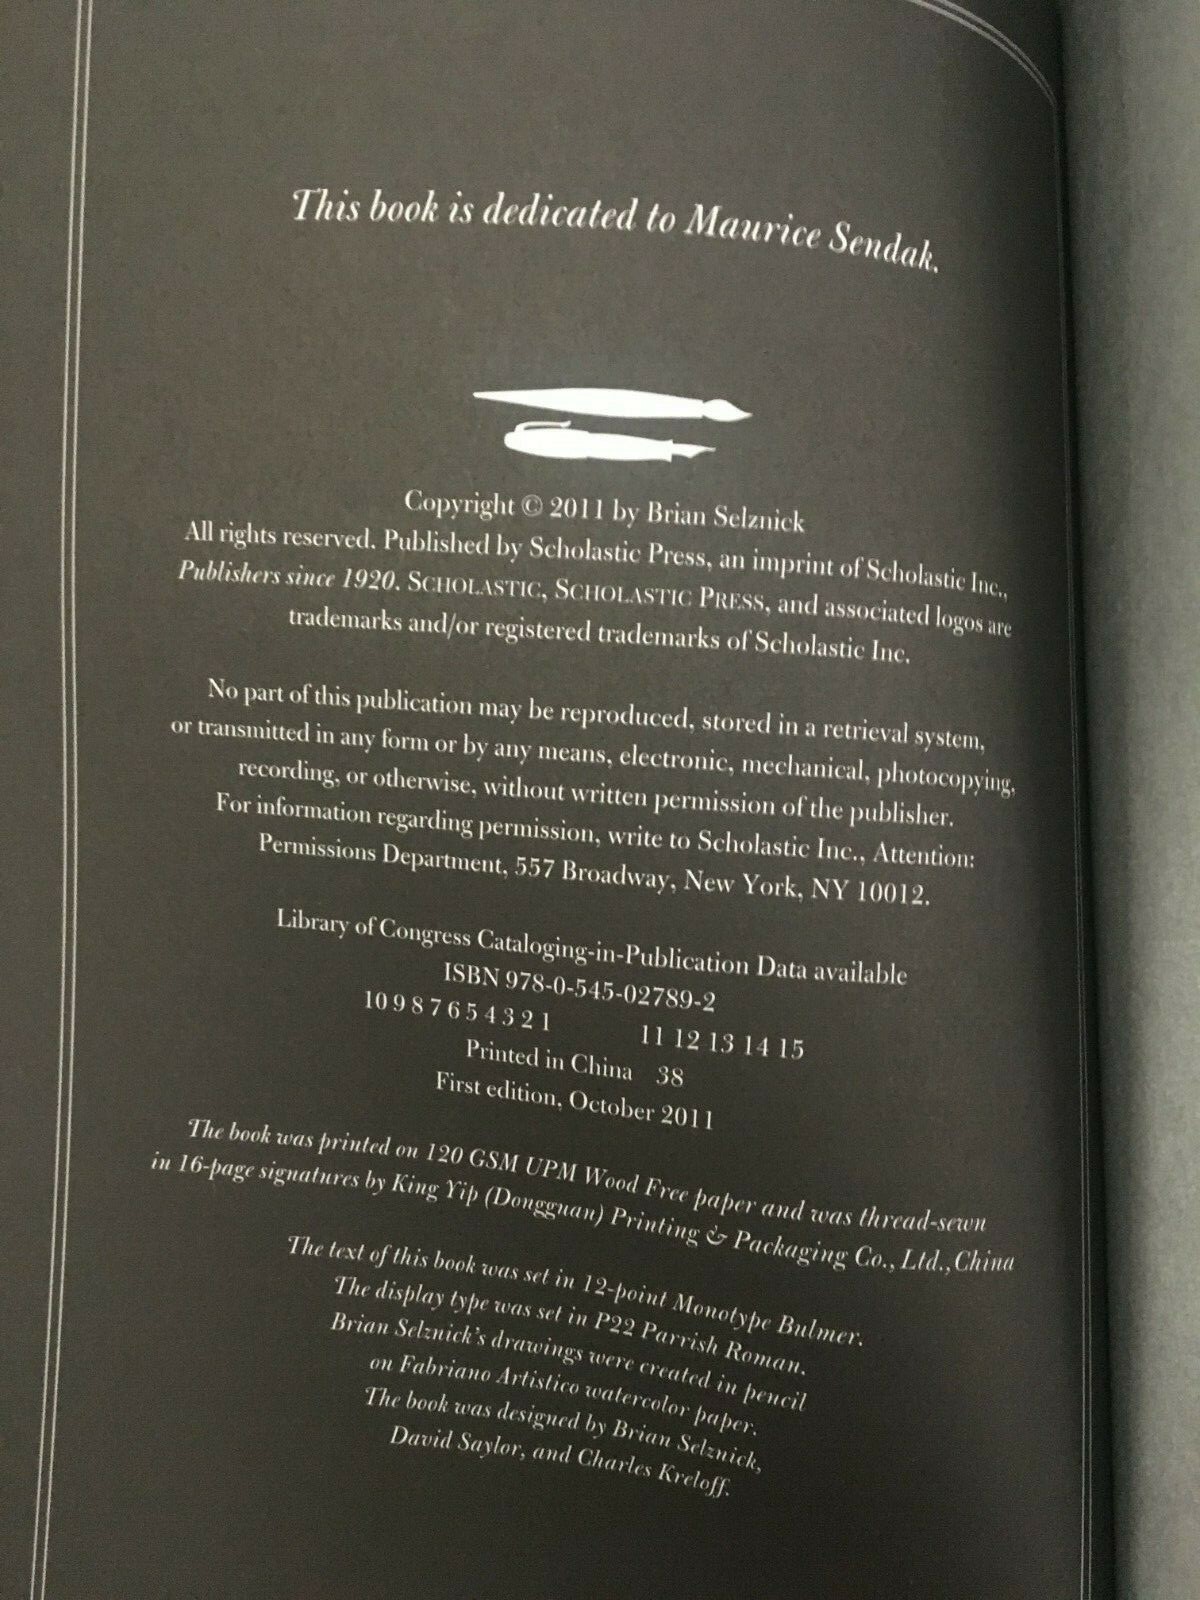 This book is dedicated to Maurice Sendak.
Copyright © 2011 by Brian Selznick
All rights reserved. Published by Scholastic Press, an imprint of Scholastic Inc.,
Publishers since 1920. SCHOLASTIC, SCHOLASTIC PRESS, and associated logos are
trademarks and/or registered trademarks of Scholastic Inc.
No part of this publication may be reproduced, stored in a retrieval system,
or transmitted in any form or by any means, electronic, mechanical, photocopying,
recording, or otherwise, without written permission of the publisher.
For information regarding permission, write to Scholastic Inc., Attention:
Permissions Department, 557 Broadway, New York, NY 10012.
Library of Congress Cataloging-in-Publication Data available
ISBN 978-0-545-02789-2
10 9 8 7 6 5 4 3 2 1 11 12 13 14 15
Printed in China 38
First edition, October 2011
The book was printed on 120 GSM UPM Wood Free paper and was thread-sewn
in 16-page signatures by King Yip (Dongguan) Printing & Packaging Co., Ltd., China
The text of this book was set in 12-point Monotype Bulmer.
The display type was set in P22 Parrish Roman.
Brian Selznick's drawings were created in pencil
on Fabriano Artistico watercolor paper.
The book was designed by Brian Selznick,
David Saylor, and Charles Kreloff.